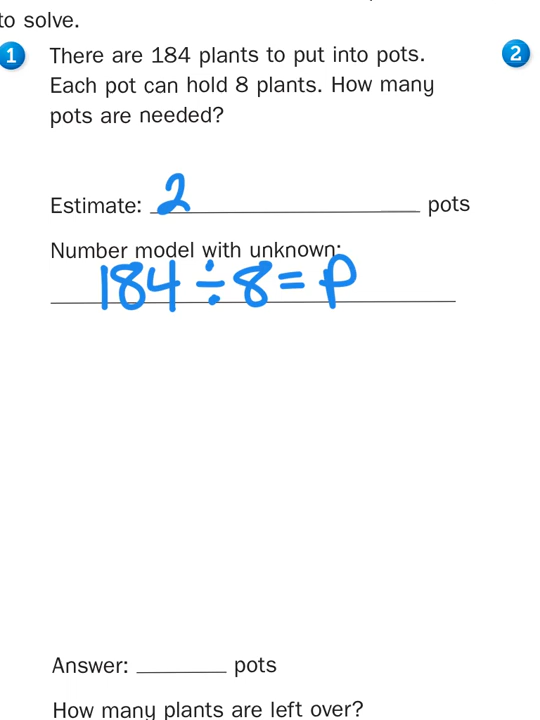 to solve.
1 There are 184 plants to put into pots. 2
Each pot can hold 8 plants. How many
pots are needed?
Estimate: 2 pots
Number model with unknown:
184 ÷ 8 = p
Answer: ______ pots
How many plants are left over?